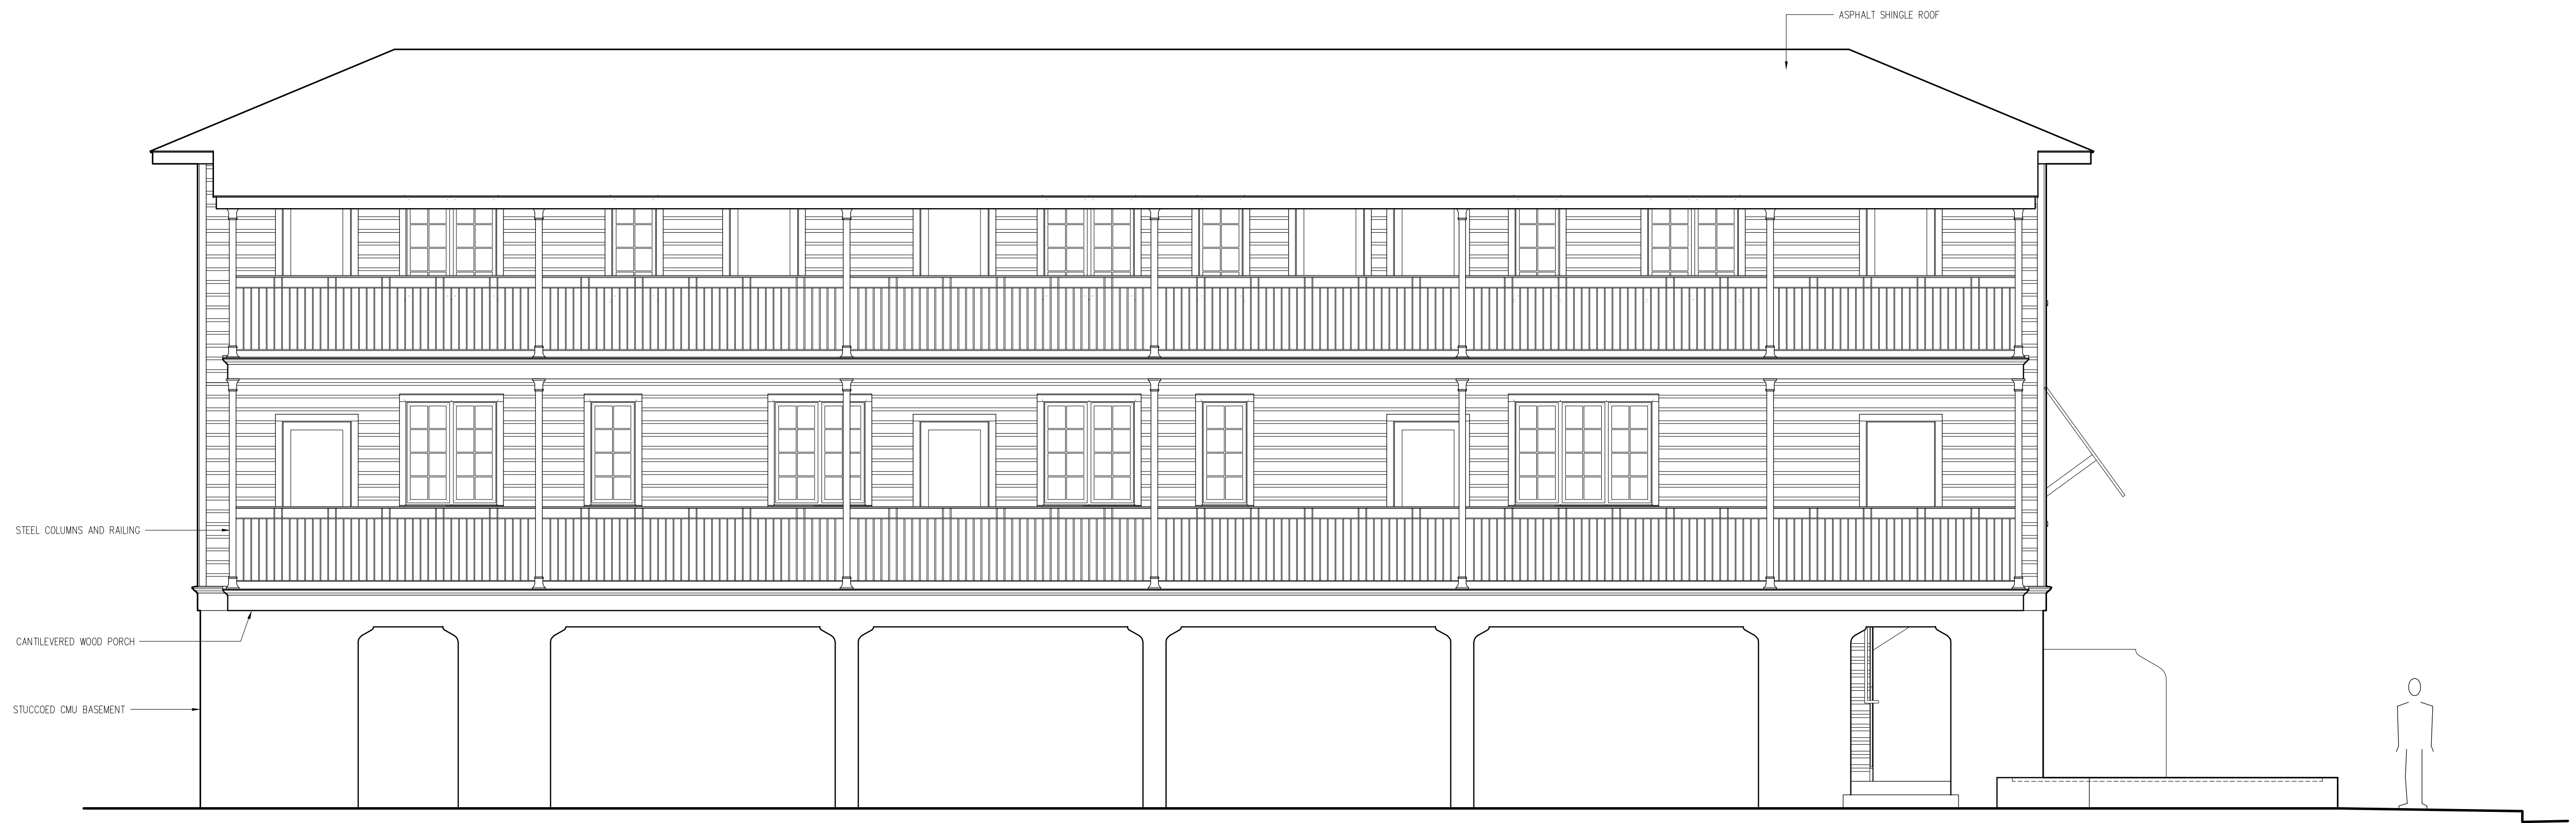 ASPHALT SHINGLE ROOF
STEEL COLUMNS AND RAILING
CANTILEVERED WOOD PORCH
STUCCOED CMU BASEMENT